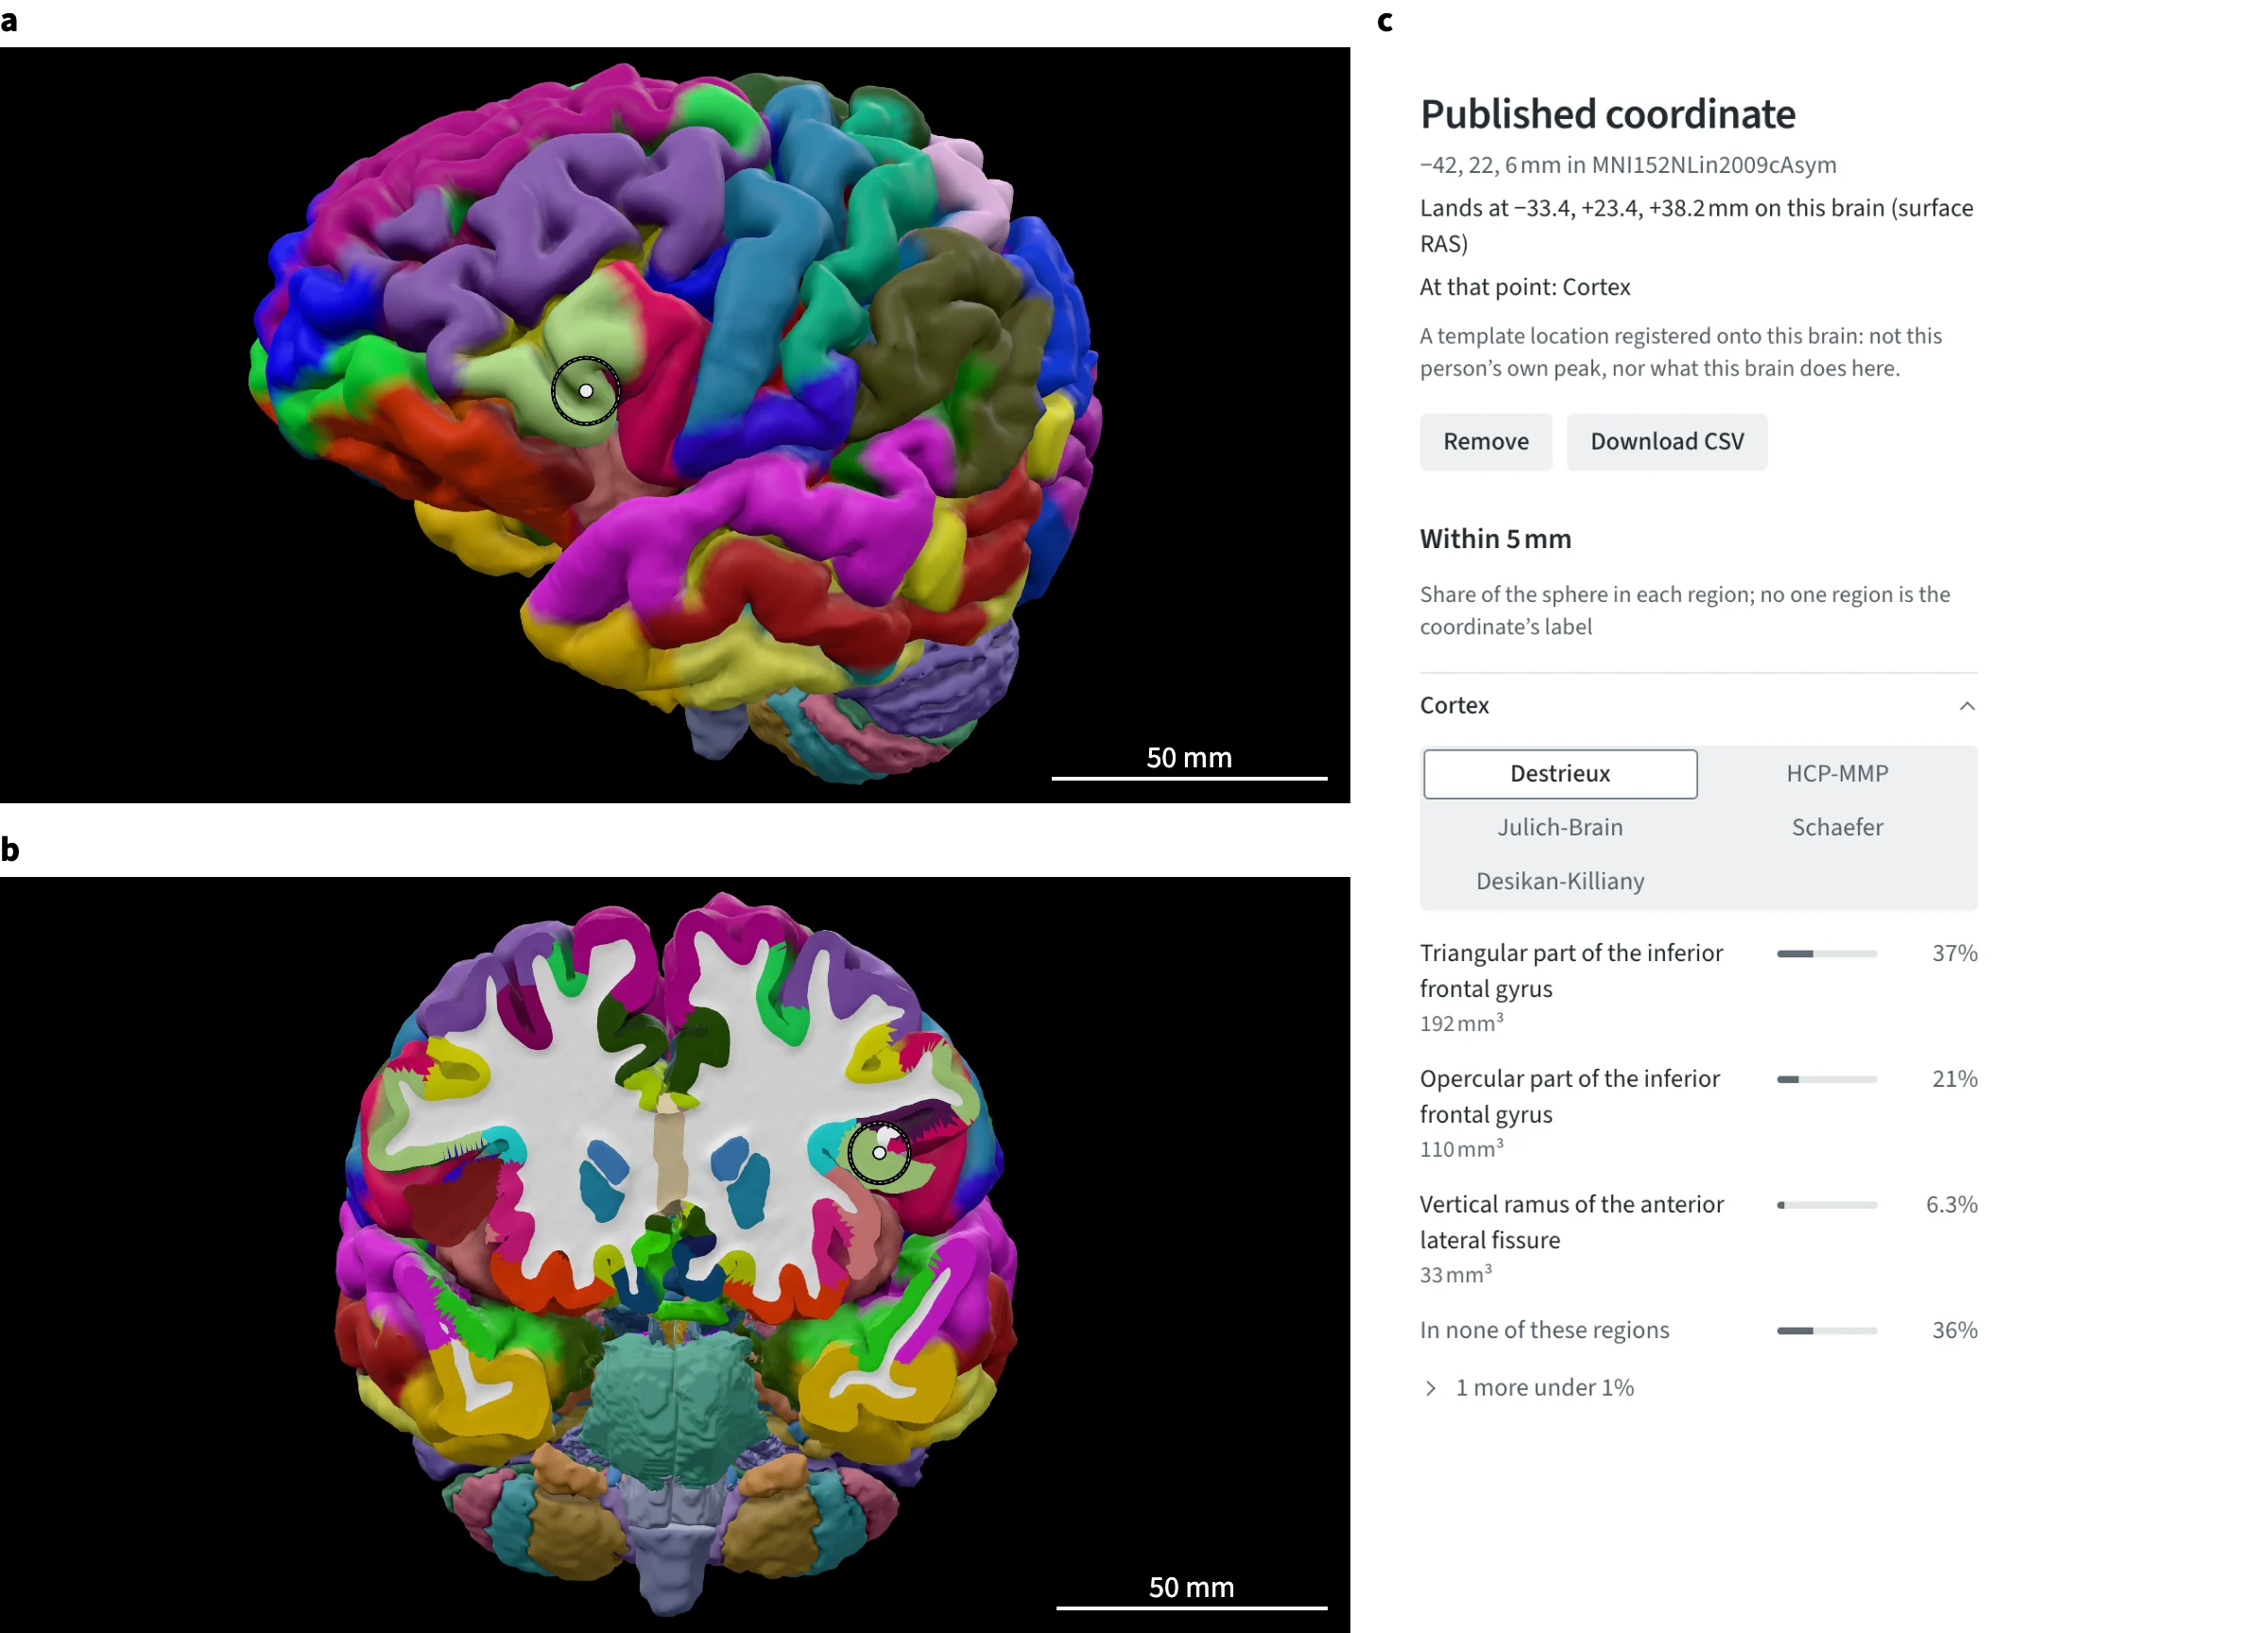 a
50 mm
b
50 mm
c
Published coordinate
−42, 22, 6 mm in MNI152NLin2009cAsym
Lands at −33.4, +23.4, +38.2 mm on this brain (surface
RAS)
At that point: Cortex
A template location registered onto this brain: not this
person’s own peak, nor what this brain does here.
Remove Download CSV
Within 5 mm
Share of the sphere in each region; no one region is the
coordinate’s label
Cortex
Destrieux HCP-MMP
Julich-Brain Schaefer
Desikan-Killiany
Triangular part of the inferior 37%
frontal gyrus
192 mm³
Opercular part of the inferior 21%
frontal gyrus
110 mm³
Vertical ramus of the anterior 6.3%
lateral fissure
33 mm³
In none of these regions 36%
1 more under 1%